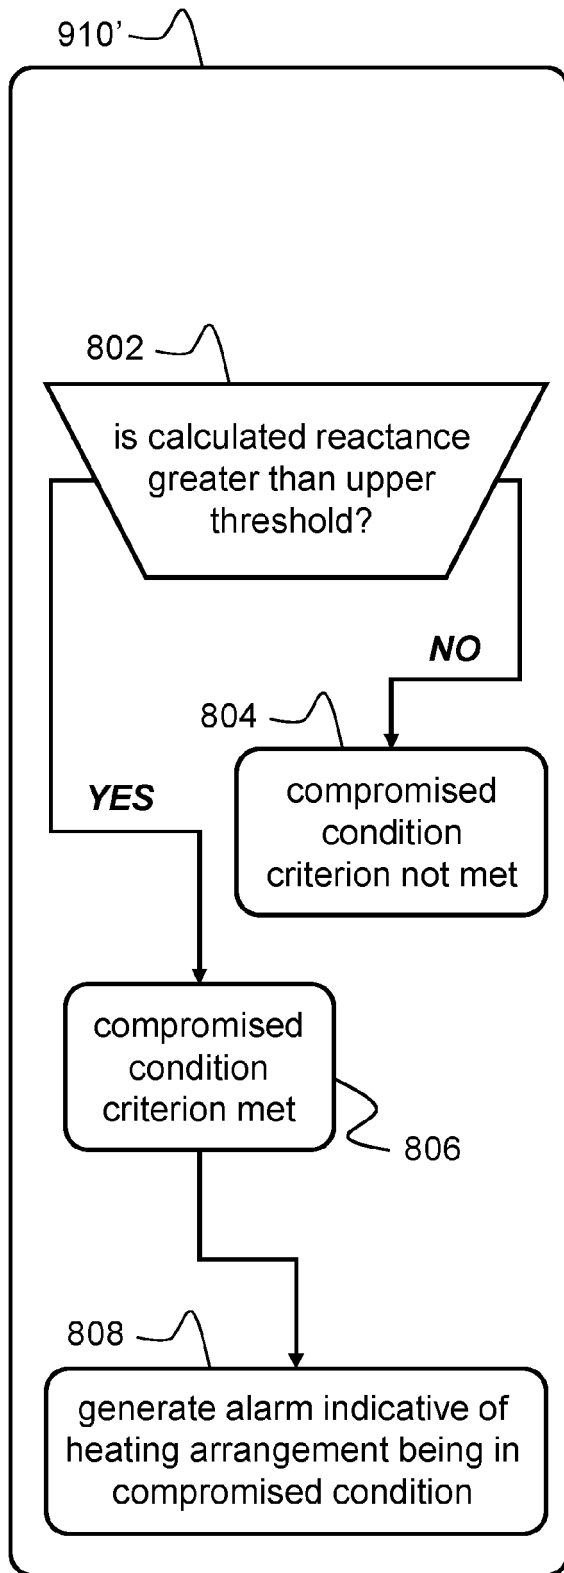 910’
802
is calculated reactance
greater than upper
threshold?
NO
804
compromised
condition
criterion not met
YES
compromised
condition
criterion met
806
808
generate alarm indicative of
heating arrangement being in
compromised condition